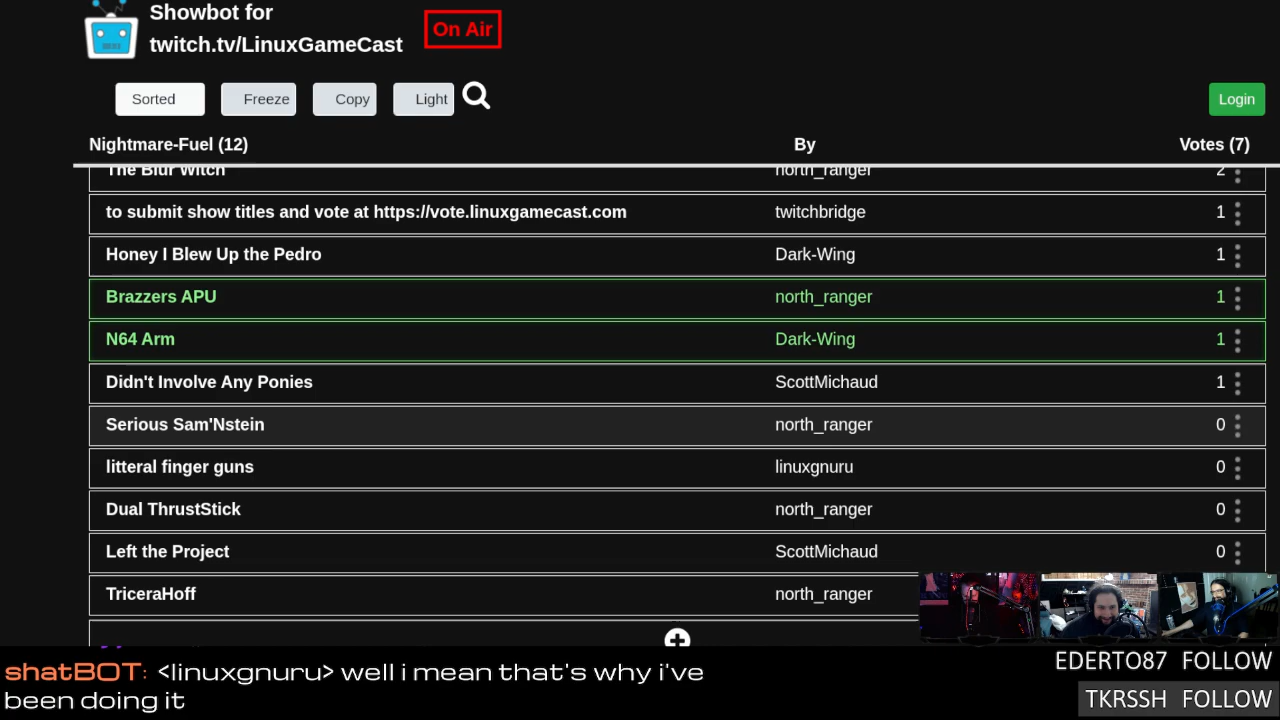 Showbot for
twitch.tv/LinuxGameCast
On Air
Sorted Freeze Copy Light
Login
Nightmare-Fuel (12) By Votes (7)
The Blur Witch north_ranger 2
to submit show titles and vote at https://vote.linuxgamecast.com twitchbridge 1
Honey I Blew Up the Pedro Dark-Wing 1
Brazzers APU north_ranger 1
N64 Arm Dark-Wing 1
Didn't Involve Any Ponies ScottMichaud 1
Serious Sam'Nstein north_ranger 0
litteral finger guns linuxgnuru 0
Dual ThrustStick north_ranger 0
Left the Project ScottMichaud 0
TriceraHoff north_ranger
shatBOT: <linuxgnuru> well i mean that's why i've
been doing it
EDERTO87 FOLLOW
TKRSSH FOLLOW